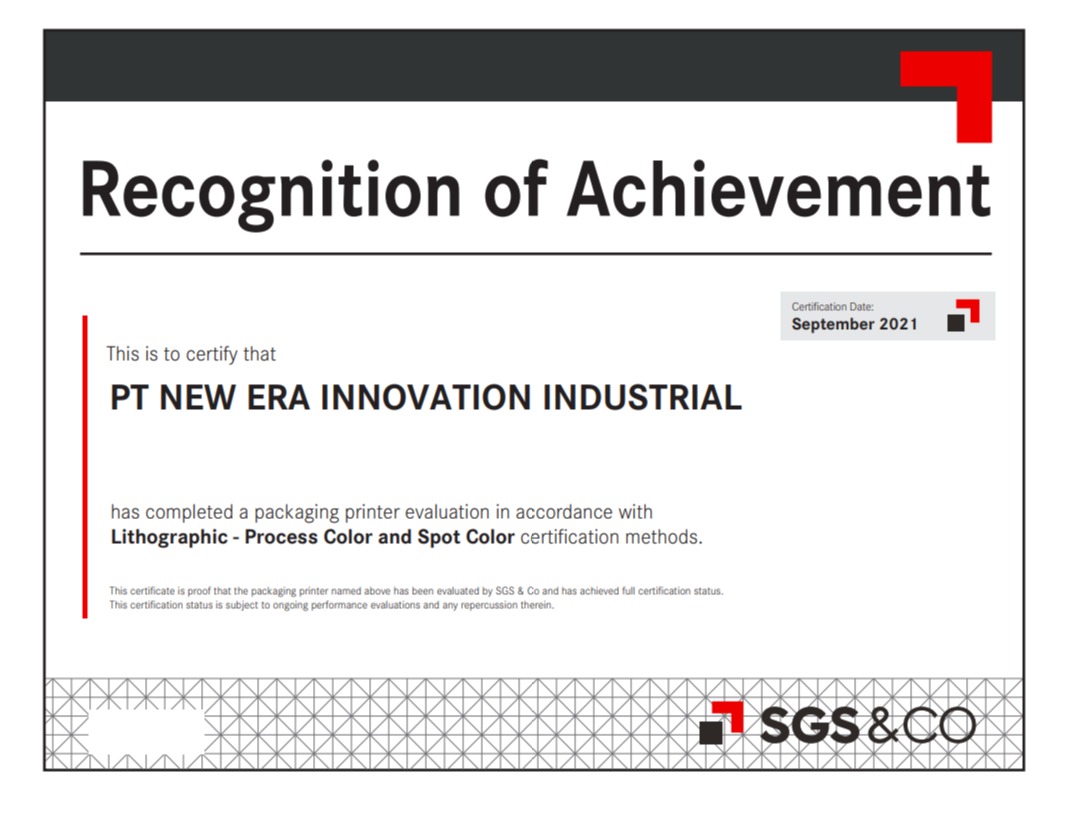 Recognition of Achievement
Certification Date:
September 2021
This is to certify that
PT NEW ERA INNOVATION INDUSTRIAL
has completed a packaging printer evaluation in accordance with
Lithographic - Process Color and Spot Color certification methods.
This certificate is proof that the packaging printer named above has been evaluated by SGS & Co and has achieved full certification status.
This certification status is subject to ongoing performance evaluations and any repercussion therein.
SGS&CO